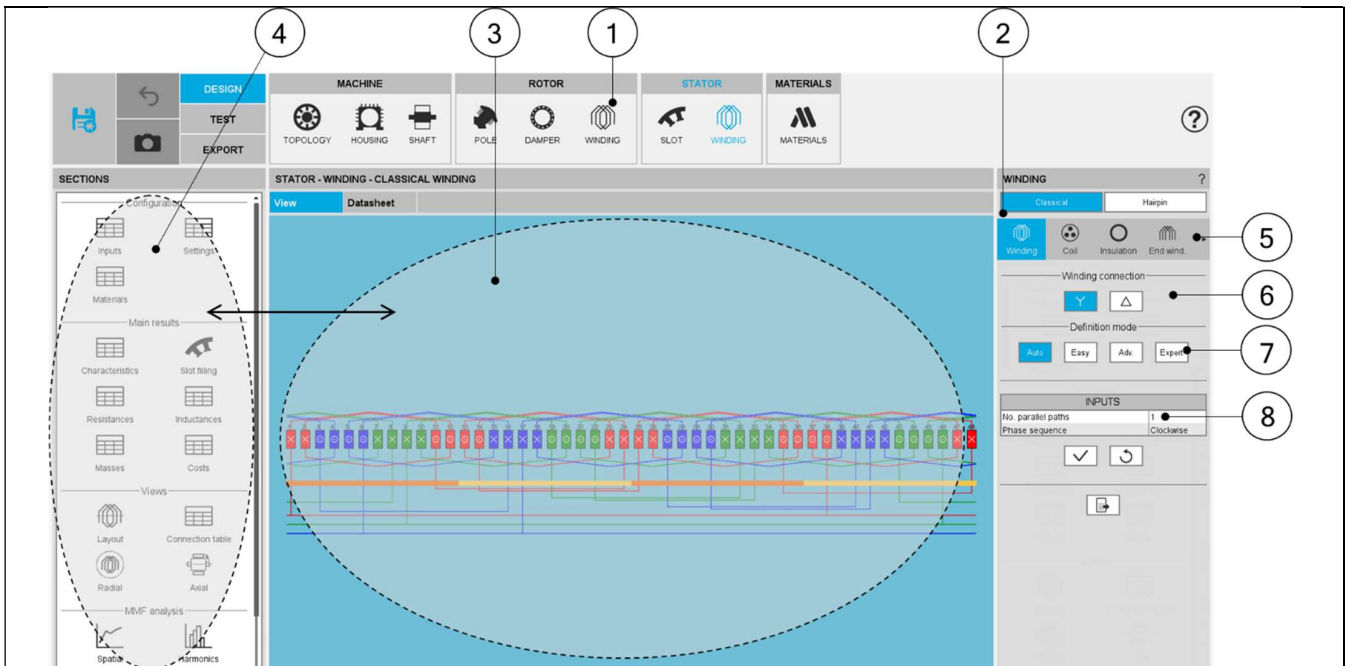 4
3
1
2
DESIGN
TEST
EXPORT
MACHINE
TOPOLOGY
HOUSING
SHAFT
ROTOR
POLE
DAMPER
WINDING
STATOR
SLOT
WINDING
MATERIALS
MATERIALS
?
SECTIONS
Configuration
Inputs
Settings
Materials
Main results
Characteristics
Slot filling
Resistances
Inductances
Masses
Costs
Views
Layout
Connection table
Radial
Axial
MMF analysis
Spatial
Harmonics
STATOR - WINDING - CLASSICAL WINDING
View
Datasheet
WINDING
?
Classical
Hairpin
Winding
Coil
Insulation
End wind.
5
Winding connection
Y
Δ
6
Definition mode
Auto
Easy
Adv.
Expert
7
INPUTS
No. parallel paths
1
Phase sequence
Clockwise
8